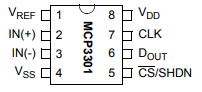 VREF 1 8 VDD
IN(+) 2 7 CLK
IN(-) 3 6 DOUT
VSS 4 5 CS/SHDN
MCP3301